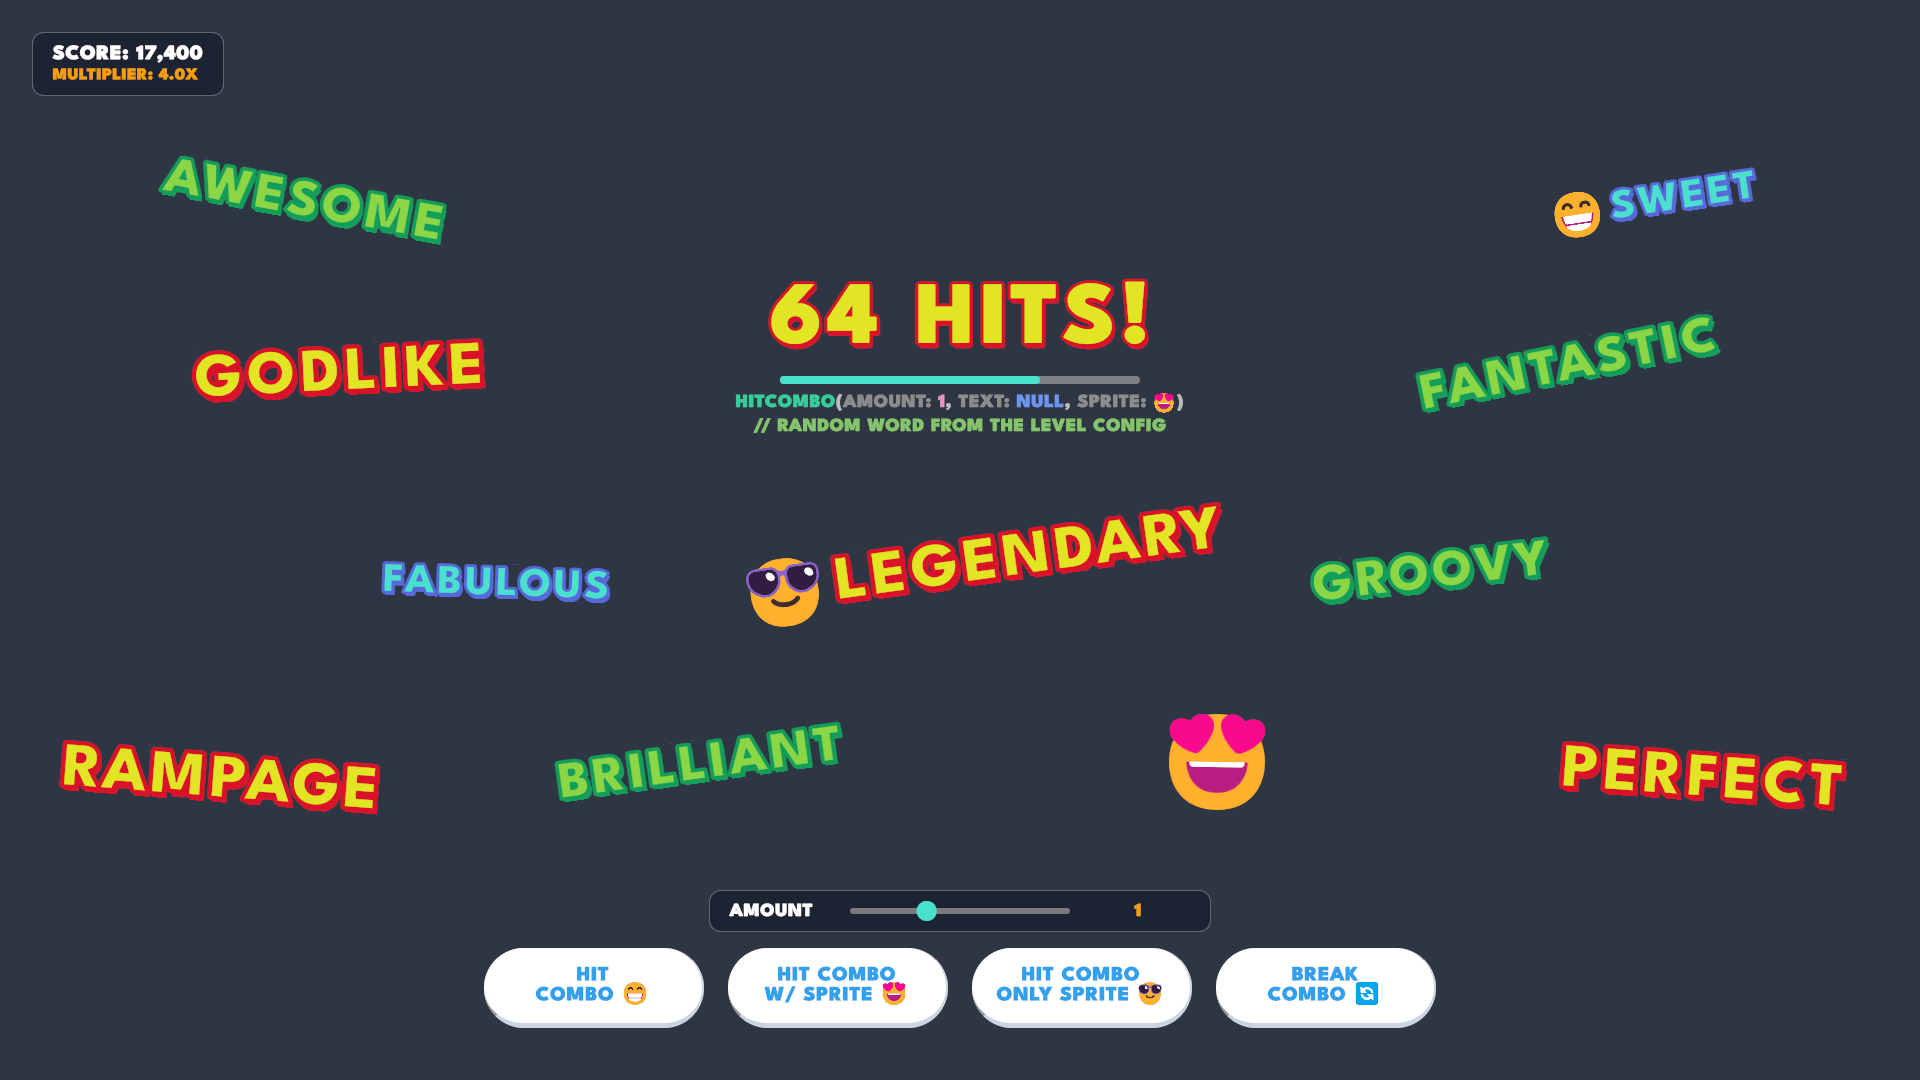 SCORE: 17,400
MULTIPLIER: 4.0X
AWESOME
SWEET
64 HITS!
GODLIKE
FANTASTIC
HITCOMBO(AMOUNT: 1, TEXT: NULL, SPRITE: 😍)
// RANDOM WORD FROM THE LEVEL CONFIG
FABULOUS
LEGENDARY
GROOVY
RAMPAGE
BRILLIANT
PERFECT
AMOUNT 1
HIT
COMBO 😁
HIT COMBO
W/ SPRITE 😍
HIT COMBO
ONLY SPRITE 😎
BREAK
COMBO 🔄